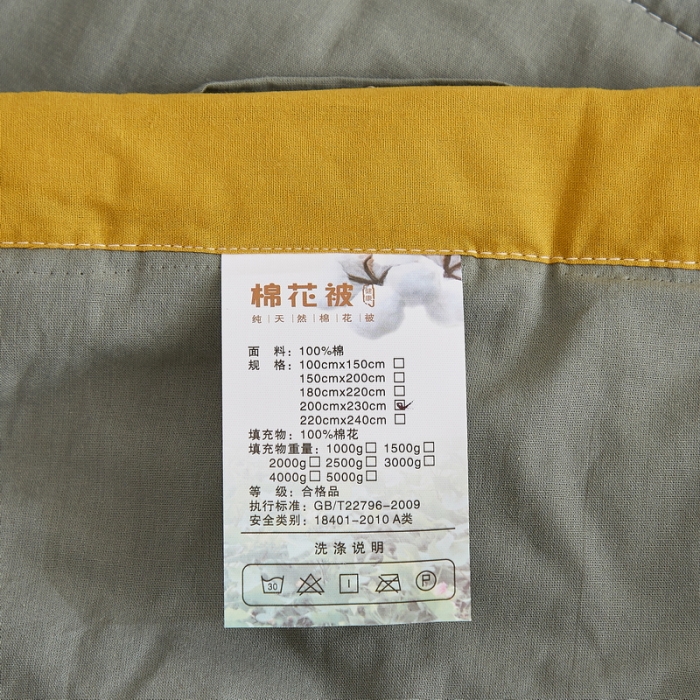 棉花被 健康
纯|天|然|棉|花|被
面 料：100%棉
规 格：100cmx150cm □
150cmx200cm □
180cmx220cm □
200cmx230cm ☑
220cmx240cm □
填充物：100%棉花
填充物重量：1000g□ 1500g□
2000g□ 2500g□ 3000g□
4000g□ 5000g□
等 级：合格品
执行标准：GB/T22796-2009
安全类别：18401-2010 A类
洗涤说明
30 P